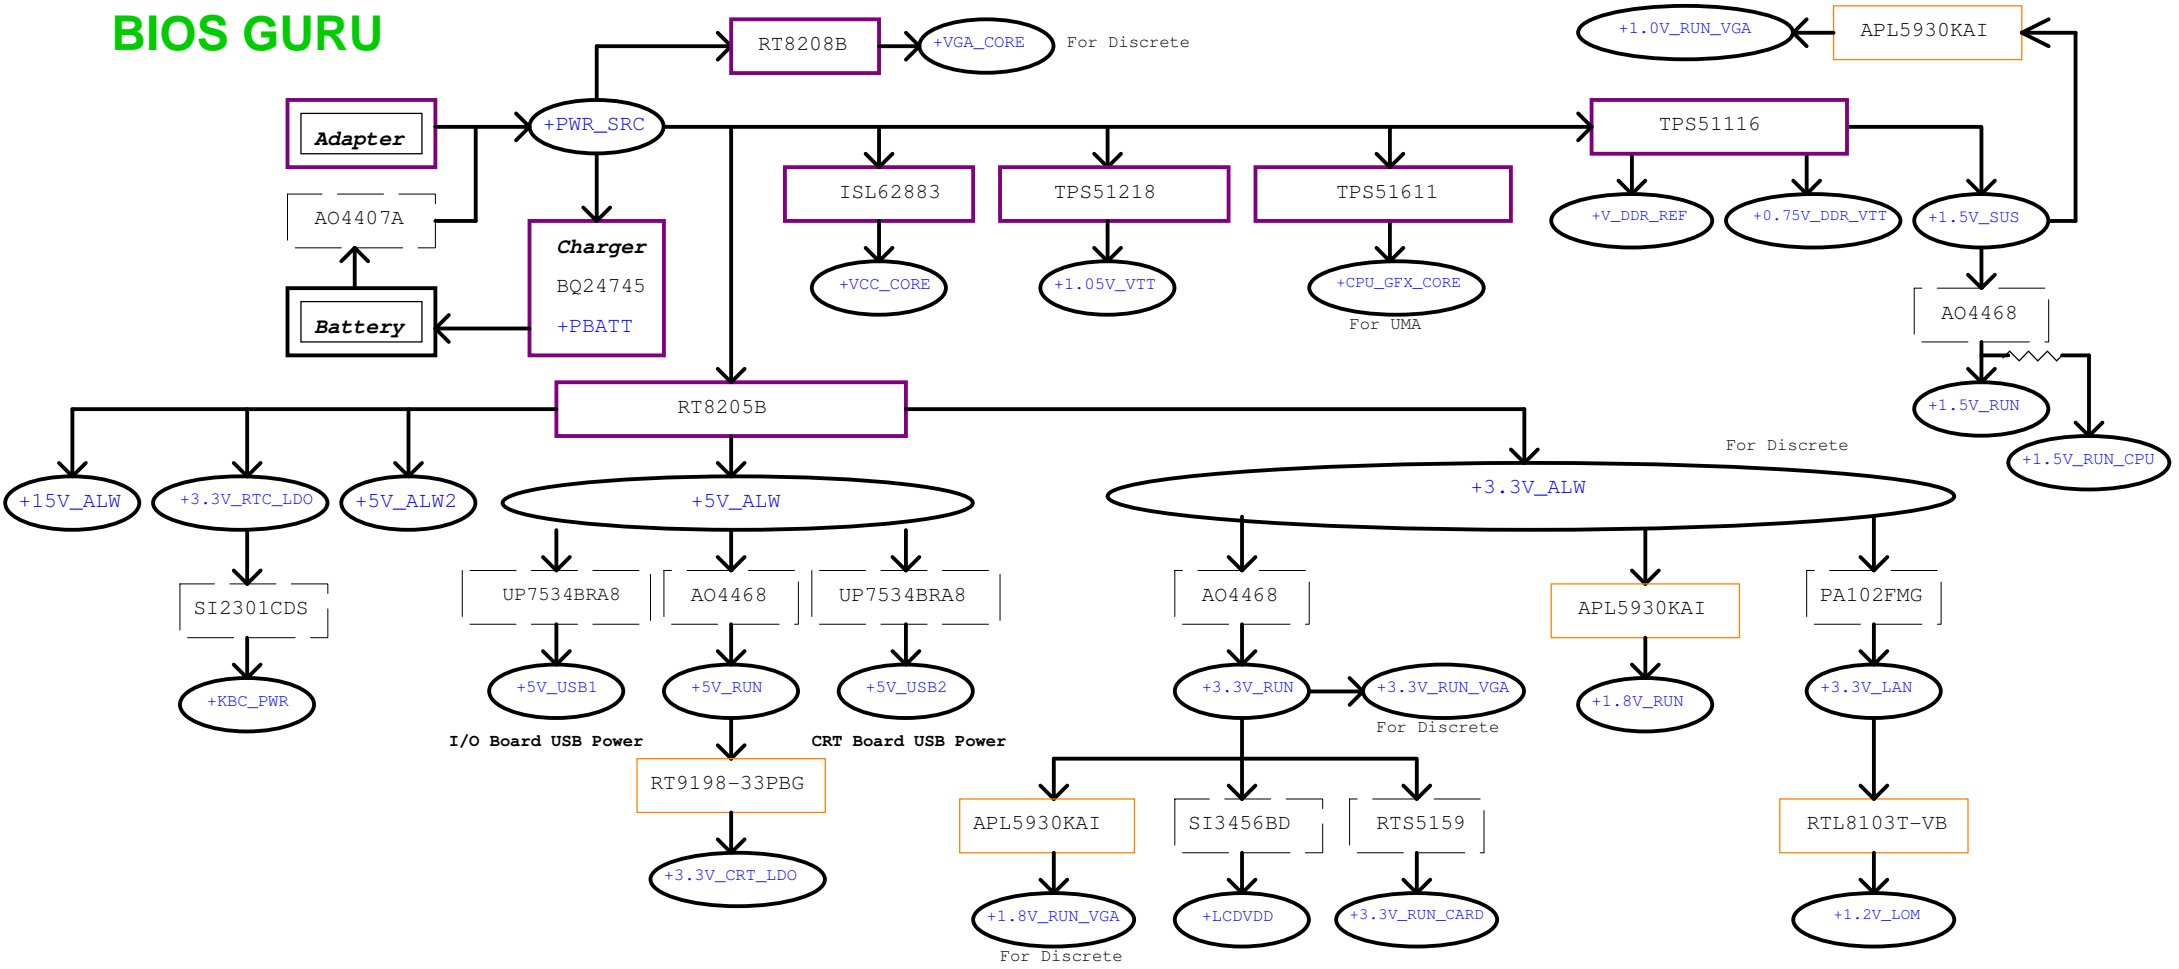 BIOS GURU
RT8208B
+VGA_CORE
For Discrete
+1.0V_RUN_VGA
APL5930KAI
Adapter
+PWR_SRC
TPS51116
AO4407A
ISL62883
TPS51218
TPS51611
+V_DDR_REF
+0.75V_DDR_VTT
+1.5V_SUS
Charger
BQ24745
+PBATT
Battery
+VCC_CORE
+1.05V_VTT
+CPU_GFX_CORE
For UMA
AO4468
+1.5V_RUN
+1.5V_RUN_CPU
RT8205B
For Discrete
+15V_ALW
+3.3V_RTC_LDO
+5V_ALW2
+5V_ALW
+3.3V_ALW
SI2301CDS
UP7534BRA8
AO4468
UP7534BRA8
AO4468
APL5930KAI
PA102FMG
+KBC_PWR
+5V_USB1
+5V_RUN
+5V_USB2
+3.3V_RUN
+3.3V_RUN_VGA
For Discrete
+1.8V_RUN
+3.3V_LAN
I/O Board USB Power
CRT Board USB Power
RT9198-33PBG
APL5930KAI
SI3456BD
RTS5159
RTL8103T-VB
+3.3V_CRT_LDO
+1.8V_RUN_VGA
For Discrete
+LCDVDD
+3.3V_RUN_CARD
+1.2V_LOM